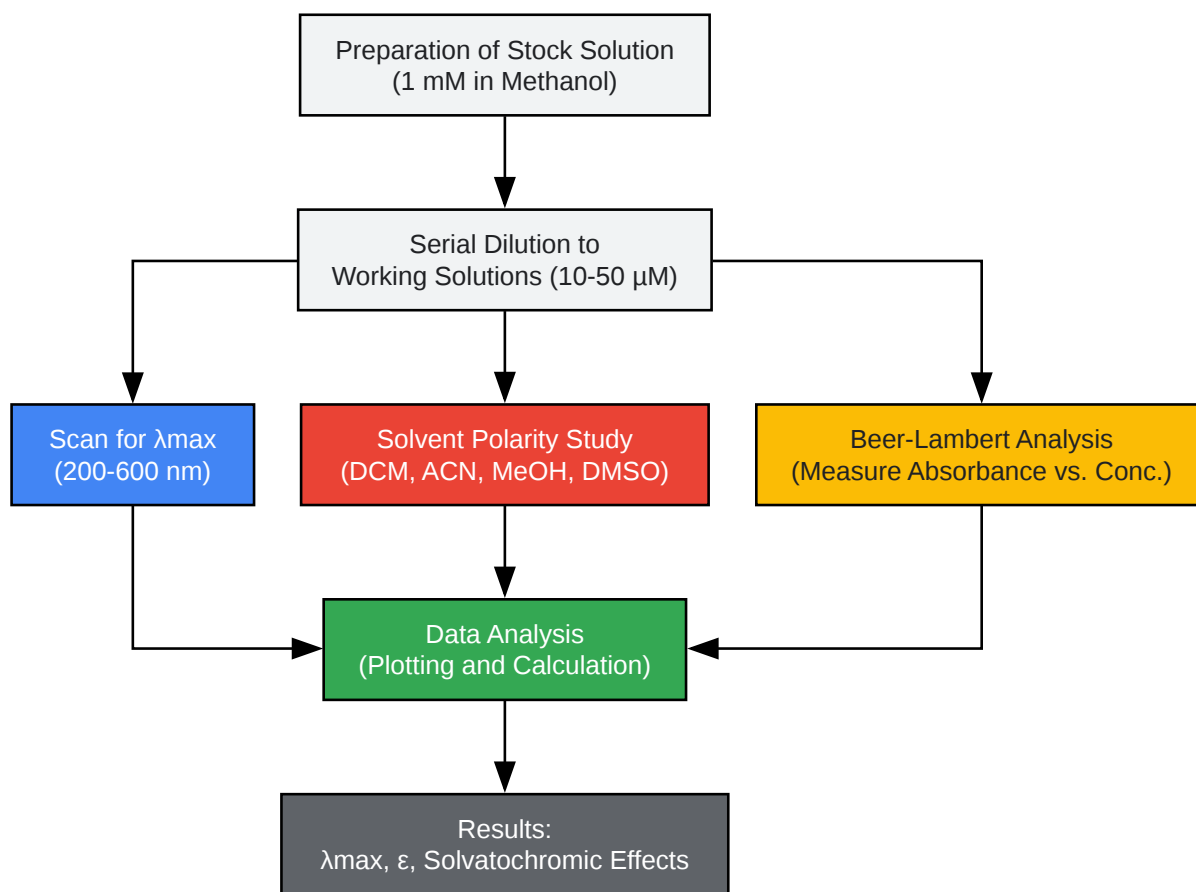 Preparation of Stock Solution
(1 mM in Methanol)
Serial Dilution to
Working Solutions (10-50 µM)
Scan for λmax
(200-600 nm)
Solvent Polarity Study
(DCM, ACN, MeOH, DMSO)
Beer-Lambert Analysis
(Measure Absorbance vs. Conc.)
Data Analysis
(Plotting and Calculation)
Results:
λmax, ε, Solvatochromic Effects